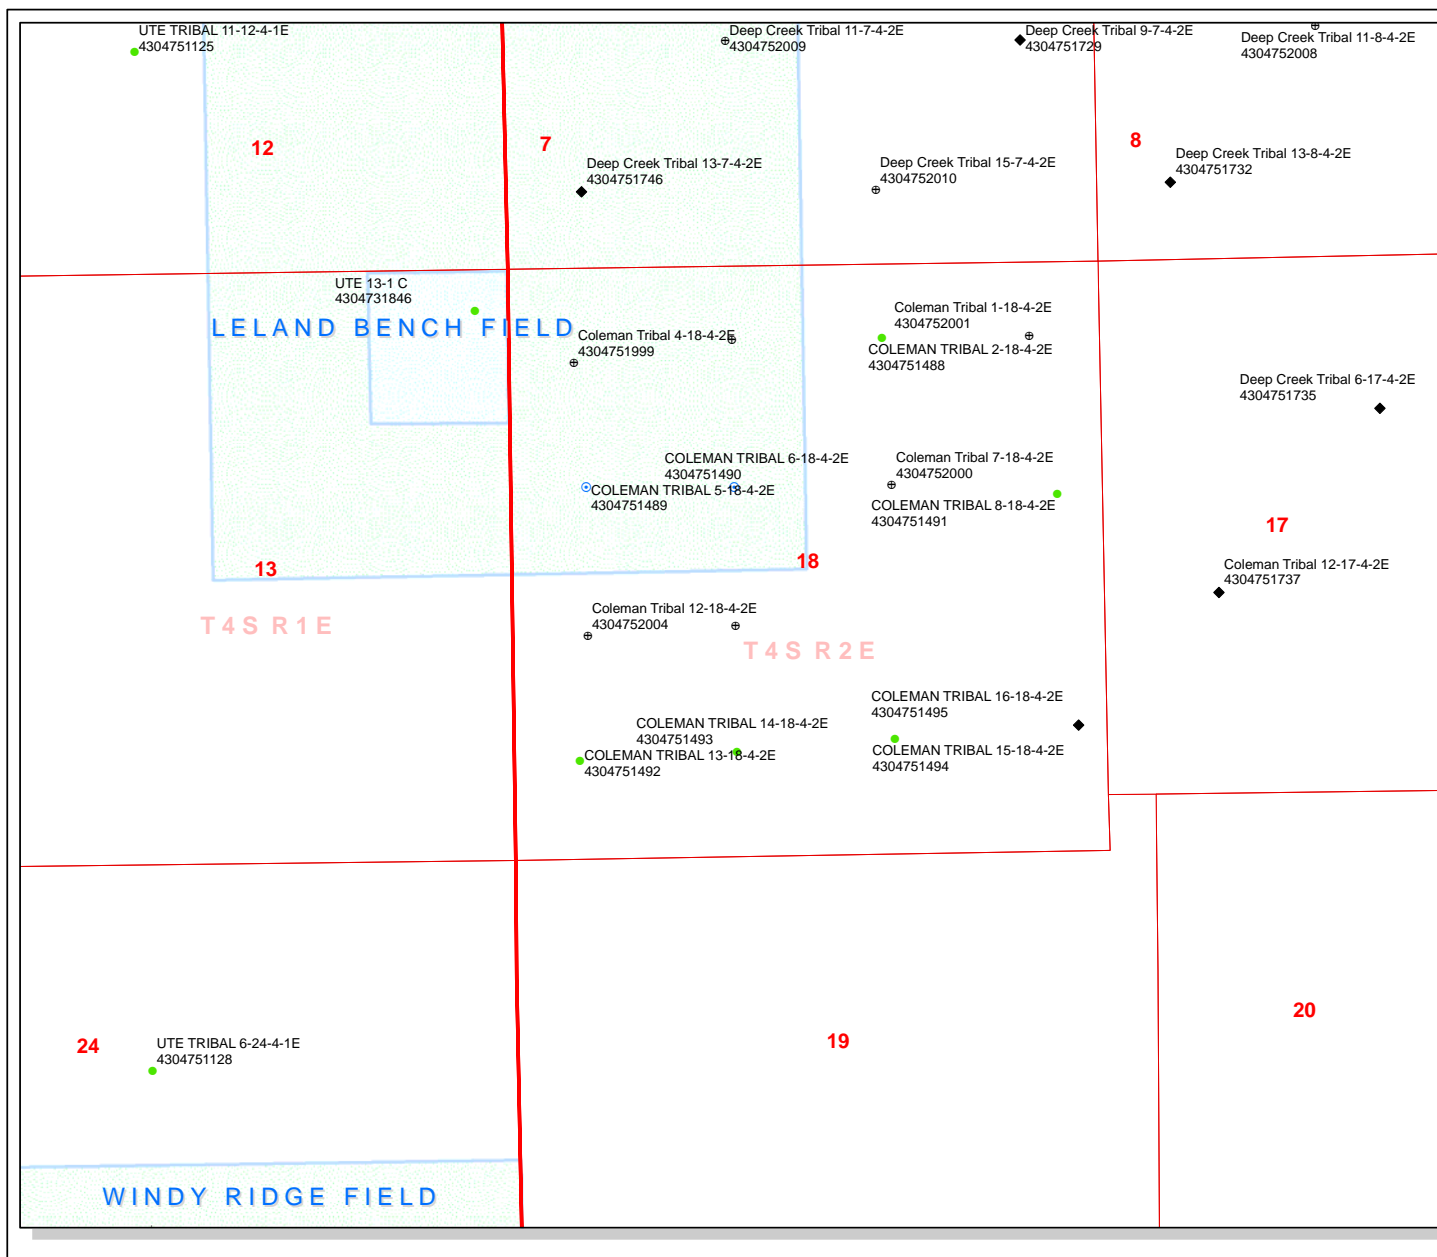 UTE TRIBAL 11-12-4-1E
4304751125
Deep Creek Tribal 11-7-4-2E
4304752009
Deep Creek Tribal 9-7-4-2E
4304751729
Deep Creek Tribal 11-8-4-2E
4304752008
12
7
8
Deep Creek Tribal 13-7-4-2E
4304751746
Deep Creek Tribal 15-7-4-2E
4304752010
Deep Creek Tribal 13-8-4-2E
4304751732
UTE 13-1 C
4304731846
LELAND BENCH FIELD
Coleman Tribal 4-18-4-2E
4304751999
Coleman Tribal 1-18-4-2E
4304752001
COLEMAN TRIBAL 2-18-4-2E
4304751488
Deep Creek Tribal 6-17-4-2E
4304751735
COLEMAN TRIBAL 6-18-4-2E
4304751490
COLEMAN TRIBAL 5-18-4-2E
4304751489
Coleman Tribal 7-18-4-2E
4304752000
COLEMAN TRIBAL 8-18-4-2E
4304751491
17
13
18
Coleman Tribal 12-17-4-2E
4304751737
T4S R1E
Coleman Tribal 12-18-4-2E
4304752004
T4S R2E
COLEMAN TRIBAL 16-18-4-2E
4304751495
COLEMAN TRIBAL 14-18-4-2E
4304751493
COLEMAN TRIBAL 13-18-4-2E
4304751492
COLEMAN TRIBAL 15-18-4-2E
4304751494
24
19
20
UTE TRIBAL 6-24-4-1E
4304751128
WINDY RIDGE FIELD